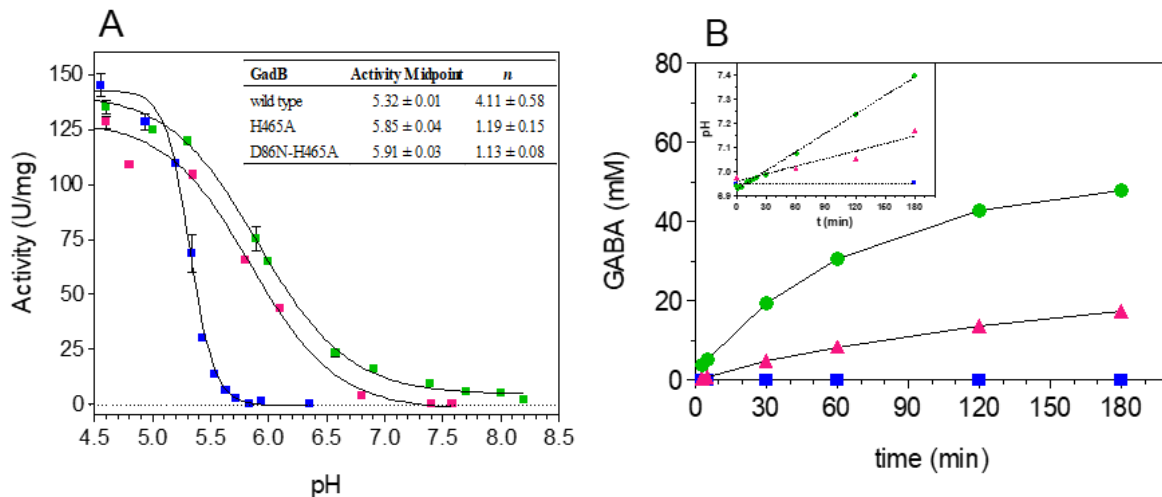 A
GadB Activity Midpoint n
wild type 5.32 ± 0.01 4.11 ± 0.58
H465A 5.85 ± 0.04 1.19 ± 0.15
D86N-H465A 5.91 ± 0.03 1.13 ± 0.08
150
125
100
75
50
25
0
Activity (U/mg)
4.5 5.0 5.5 6.0 6.5 7.0 7.5 8.0 8.5
pH
B
80
60
40
20
0
GABA (mM)
0 30 60 90 120 150 180
time (min)
7.4
7.3
7.2
7.1
7.0
6.9
pH
0 30 60 90 120 150 180
t (min)